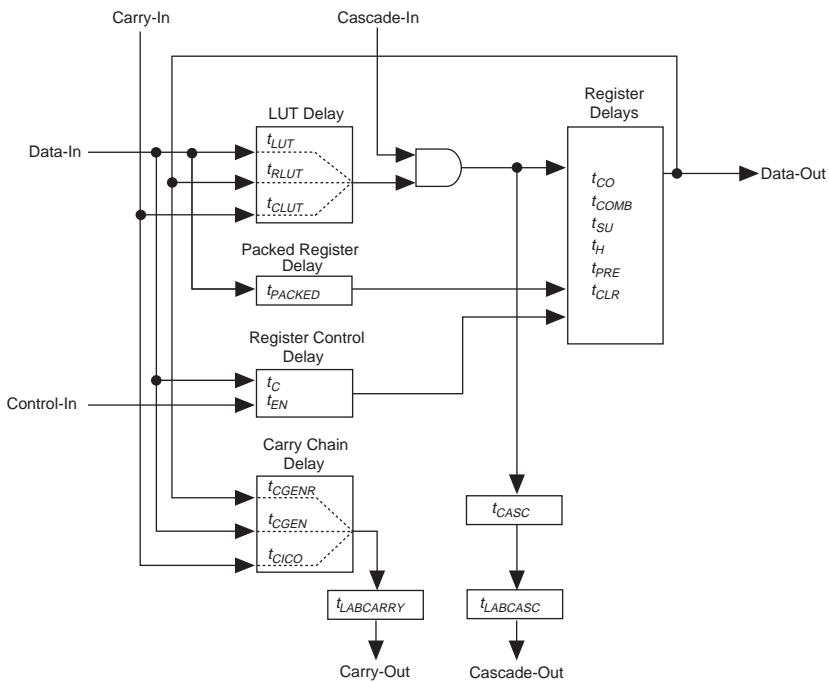 Carry-In
Cascade-In
LUT Delay
Register
Delays
Data-In
tLUT
tRLUT
tCLUT
Data-Out
tCO
tCOMB
tSU
tH
tPRE
tCLR
Packed Register
Delay
tPACKED
Register Control
Delay
tC
tEN
Control-In
Carry Chain
Delay
tCGENR
tCGEN
tCICO
tCASC
tLABCARRY
tLABCASC
Carry-Out
Cascade-Out